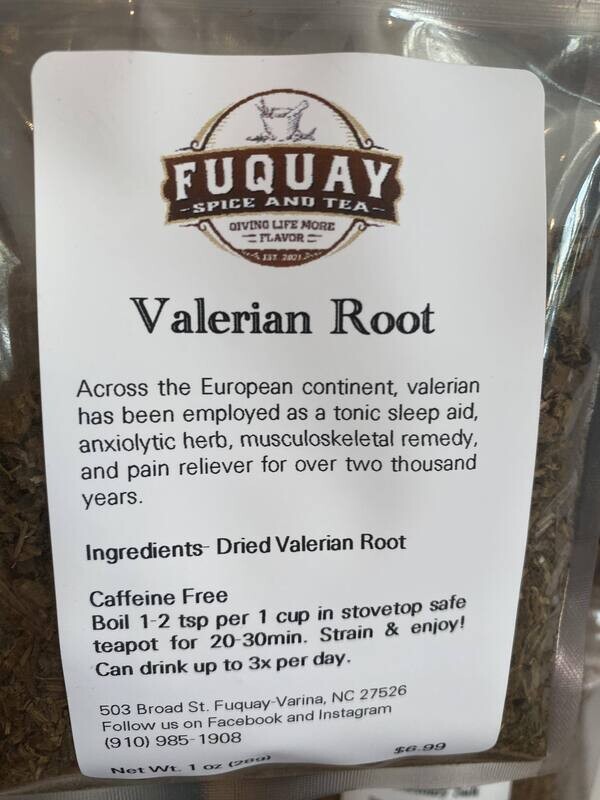 FUQUAY
-SPICE AND TEA-
GIVING LIFE MORE
FLAVOR
EST. 2021
Valerian Root
Across the European continent, valerian
has been employed as a tonic sleep aid,
anxiolytic herb, musculoskeletal remedy,
and pain reliever for over two thousand
years.
Ingredients- Dried Valerian Root
Caffeine Free
Boil 1-2 tsp per 1 cup in stovetop safe
teapot for 20-30min. Strain & enjoy!
Can drink up to 3x per day.
503 Broad St. Fuquay-Varina, NC 27526
Follow us on Facebook and Instagram
(910) 985-1908
$6.99
Net Wt. 1 oz (28g)